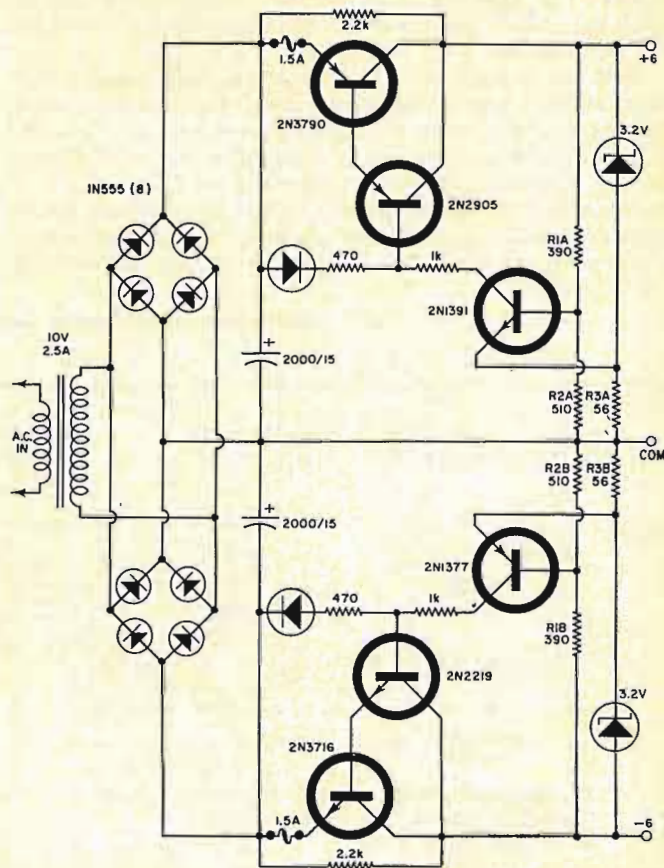 2.2k
1.5A
+6
2N3790
3.2V
1N555 (8)
2N2905
R1A
390
470
1k
2N1391
10V
2.5A
+
2000/15
R2A
510
R3A
56
A.C.
IN
COM
R2B
510
R3B
56
+
2000/15
2N1377
470
1k
R1B
390
2N2219
3.2V
2N3716
1.5A
-6
2.2k